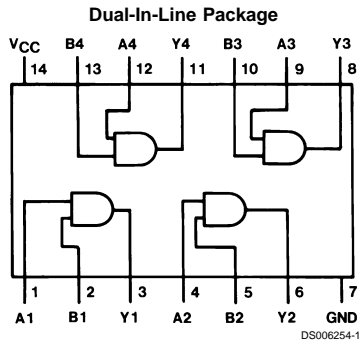 Dual-In-Line Package
VCC B4 A4 Y4 B3 A3 Y3
14 13 12 11 10 9 8
1 2 3 4 5 6 7
A1 B1 Y1 A2 B2 Y2 GND
DS006254-1